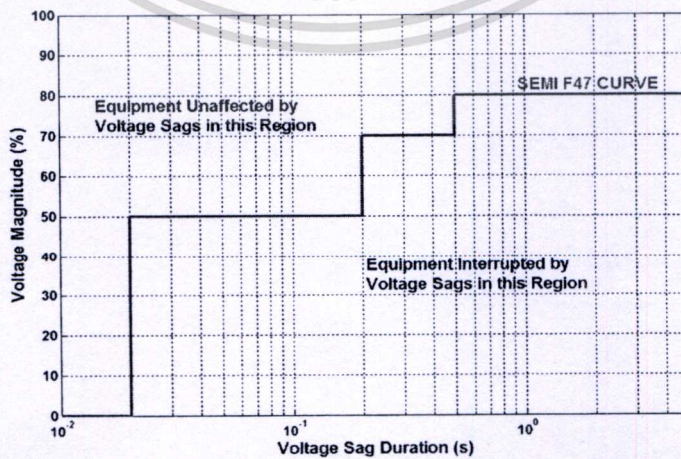 100
90
80
70
60
50
40
30
20
10
0
Voltage Magnitude (%)
SEMI F47 CURVE
Equipment Unaffected by
Voltage Sags in this Region
Equipment Interrupted by
Voltage Sags in this Region
10-2
10-1
100
Voltage Sag Duration (s)